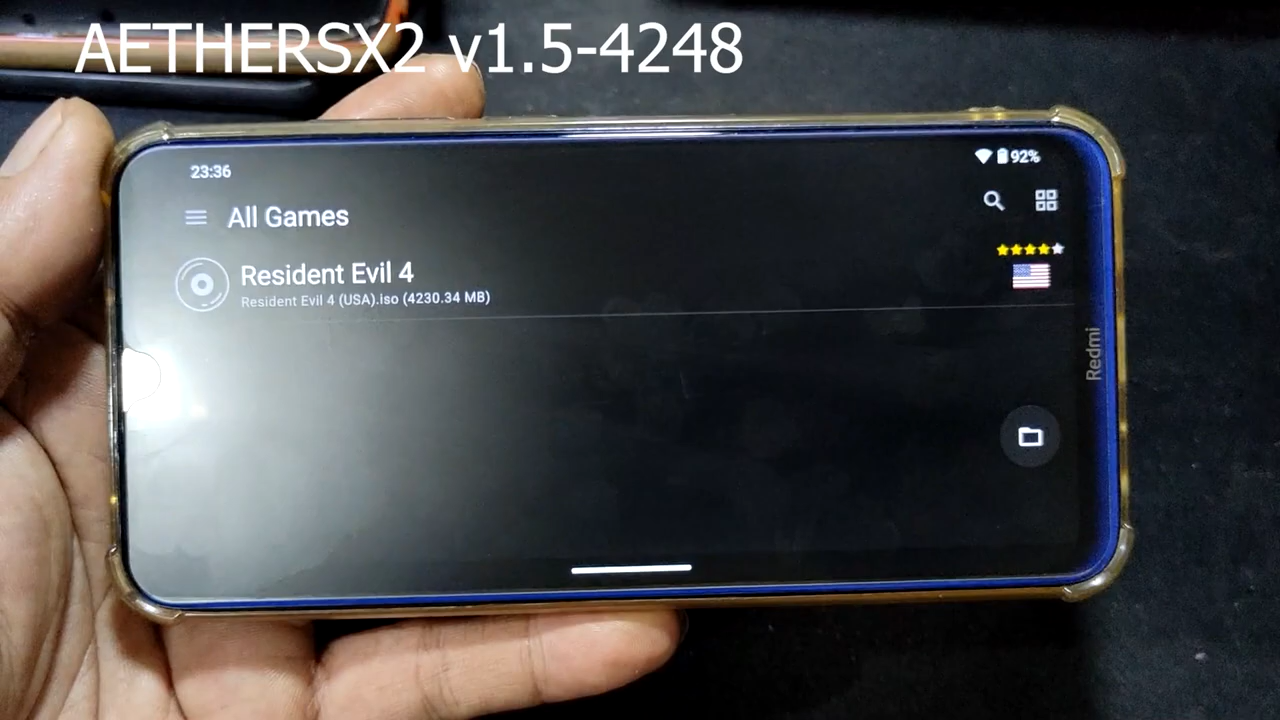 AETHERSX2 v1.5-4248
23:36
92%
All Games
Resident Evil 4
Resident Evil 4 (USA).iso (4230.34 MB)
Redmi